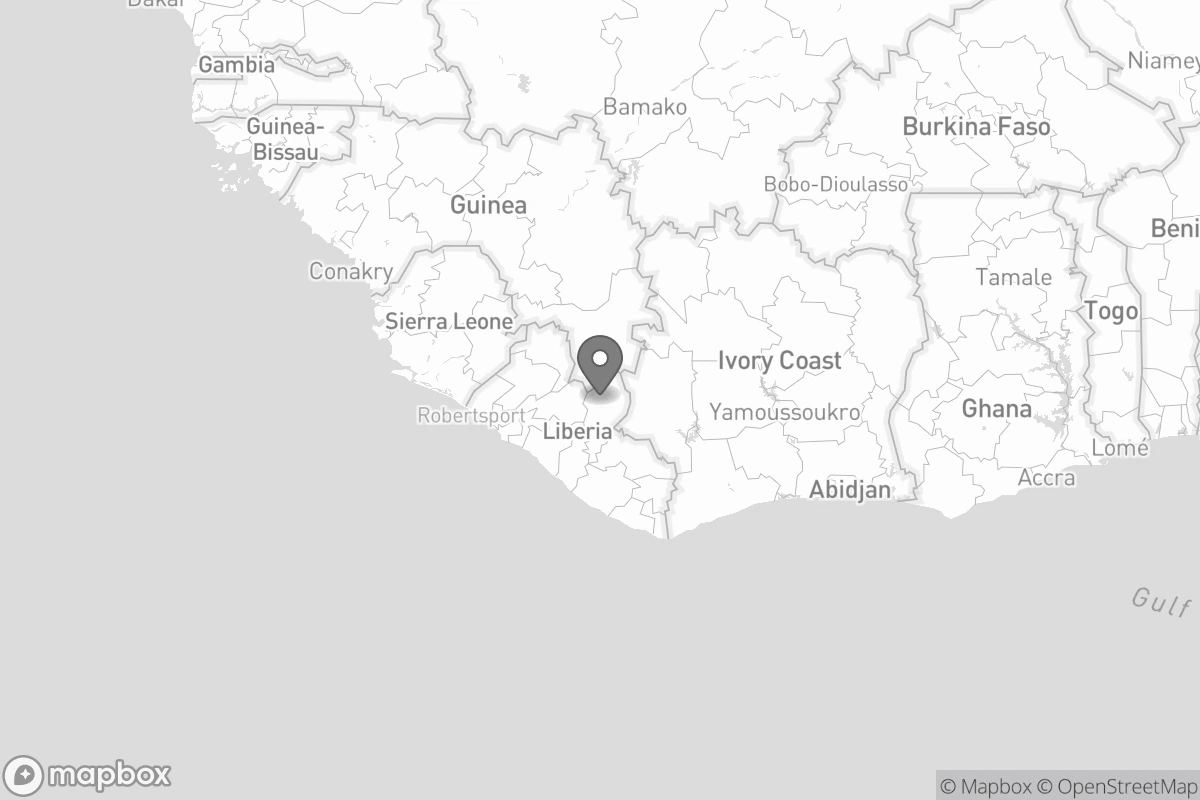 Dakar
Gambia
Niamey
Bamako
Guinea-
Bissau
Burkina Faso
Bobo-Dioulasso
Guinea
Beni
Conakry
Tamale
Togo
Sierra Leone
Ivory Coast
Robertsport
Yamoussoukro
Ghana
Liberia
Lomé
Accra
Abidjan
Gulf
mapbox
© Mapbox © OpenStreetMap